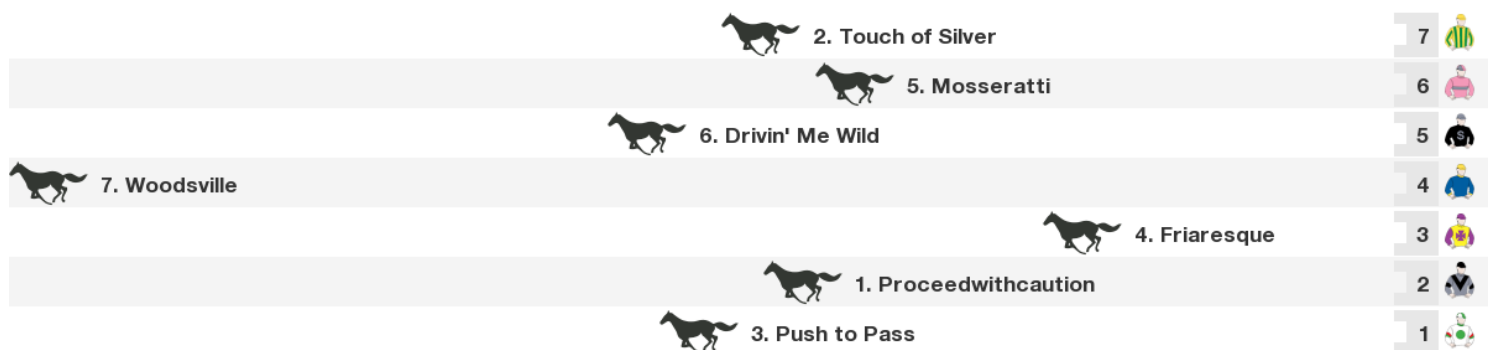 2. Touch of Silver 7
5. Mosseratti 6
6. Drivin' Me Wild 5 S
7. Woodsville 4
4. Friaresque 3
1. Proceedwithcaution 2
3. Push to Pass 1